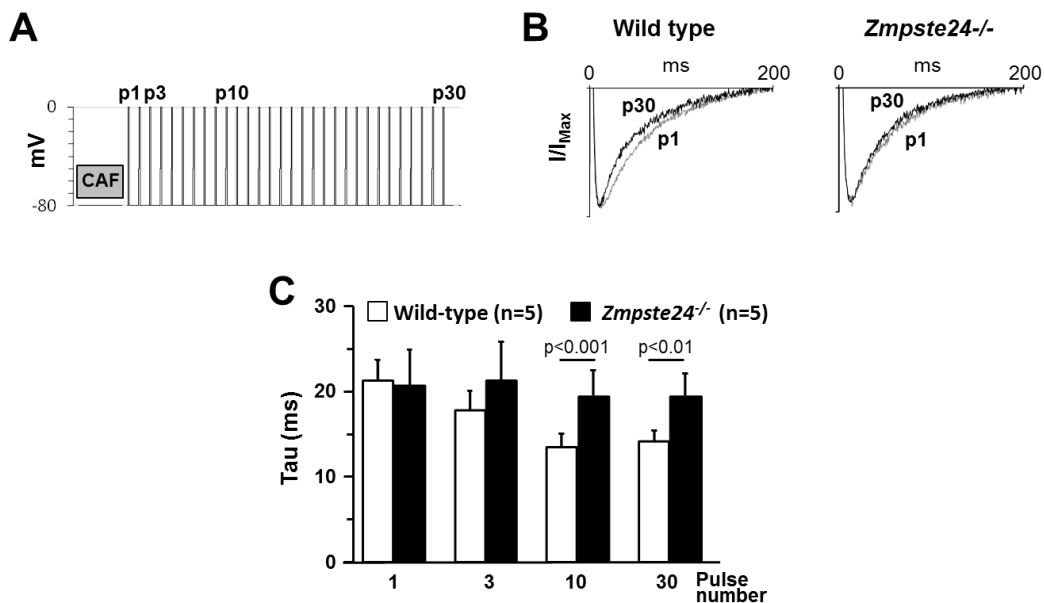 A
p1 p3 p10 p30
0
mV
CAF
-80
B
Wild type
0 ms 200
p30
p1
I/IMax
Zmpste24-/-
0 ms 200
p30
p1
C
30
Wild-type (n=5) Zmpste24-/- (n=5)
p<0.001 p<0.01
20
Tau (ms)
10
0
1 3 10 30 Pulse
number